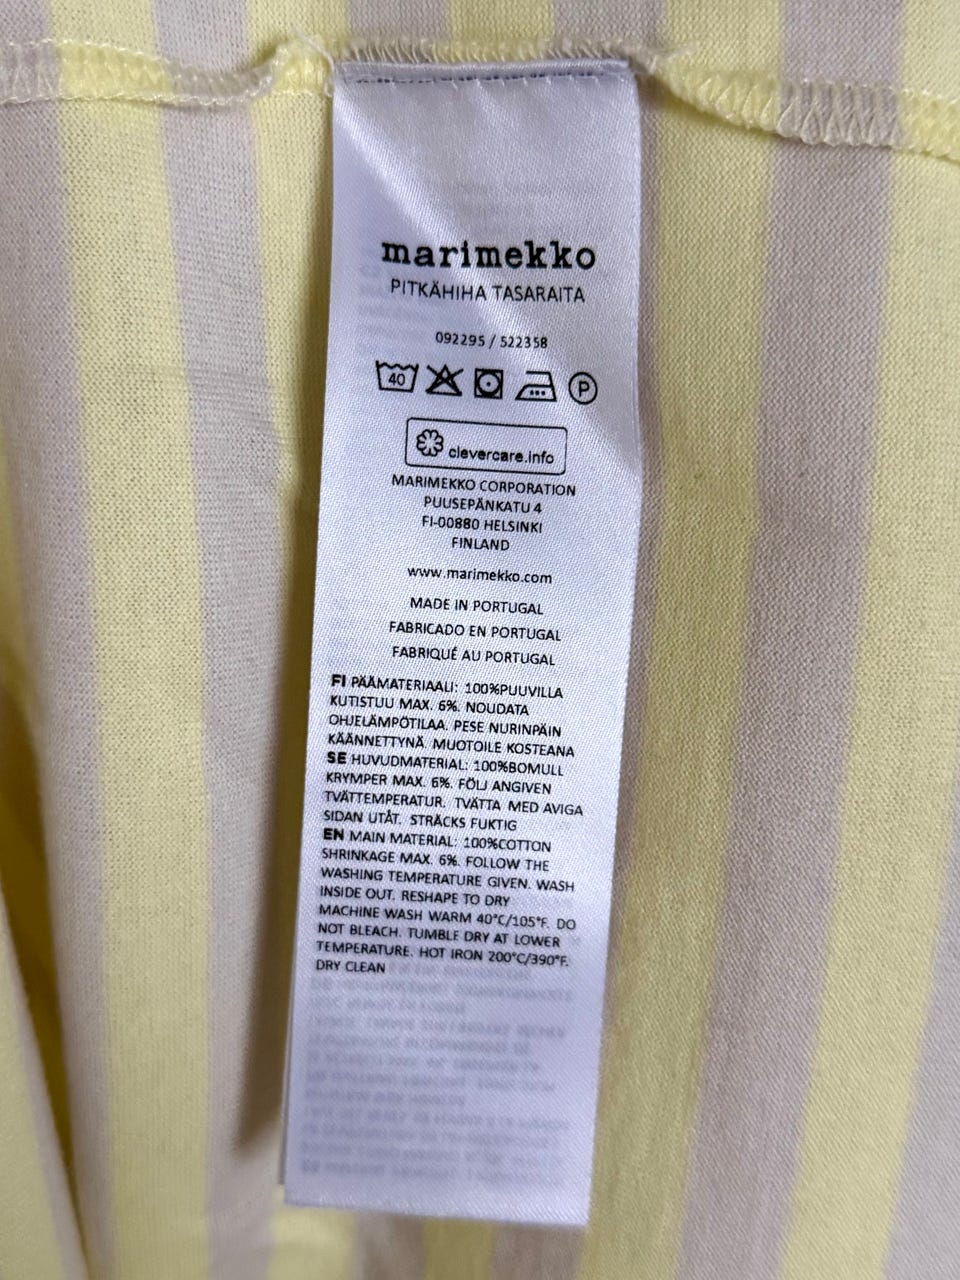 marimekko
PITKÄHIHA TASARAITA
092295 / 522358
40 P
clevercare.info
MARIMEKKO CORPORATION
PUUSEPÄNKATU 4
FI-00880 HELSINKI
FINLAND
www.marimekko.com
MADE IN PORTUGAL
FABRICADO EN PORTUGAL
FABRIQUÉ AU PORTUGAL
FI PÄÄMATERIAALI: 100%PUUVILLA
KUTISTUU MAX. 6%. NOUDATA
OHJELÄMPÖTILAA. PESE NURINPÄIN
KÄÄNNETTYNÄ. MUOTOILE KOSTEANA
SE HUVUDMATERIAL: 100%BOMULL
KRYMPER MAX. 6%. FÖLJ ANGIVEN
TVÄTTEMPERATUR. TVÄTTA MED AVIGA
SIDAN UTÅT. STRÄCKS FUKTIG
EN MAIN MATERIAL: 100%COTTON
SHRINKAGE MAX. 6%. FOLLOW THE
WASHING TEMPERATURE GIVEN. WASH
INSIDE OUT. RESHAPE TO DRY
MACHINE WASH WARM 40°C/105°F. DO
NOT BLEACH. TUMBLE DRY AT LOWER
TEMPERATURE. HOT IRON 200°C/390°F.
DRY CLEAN